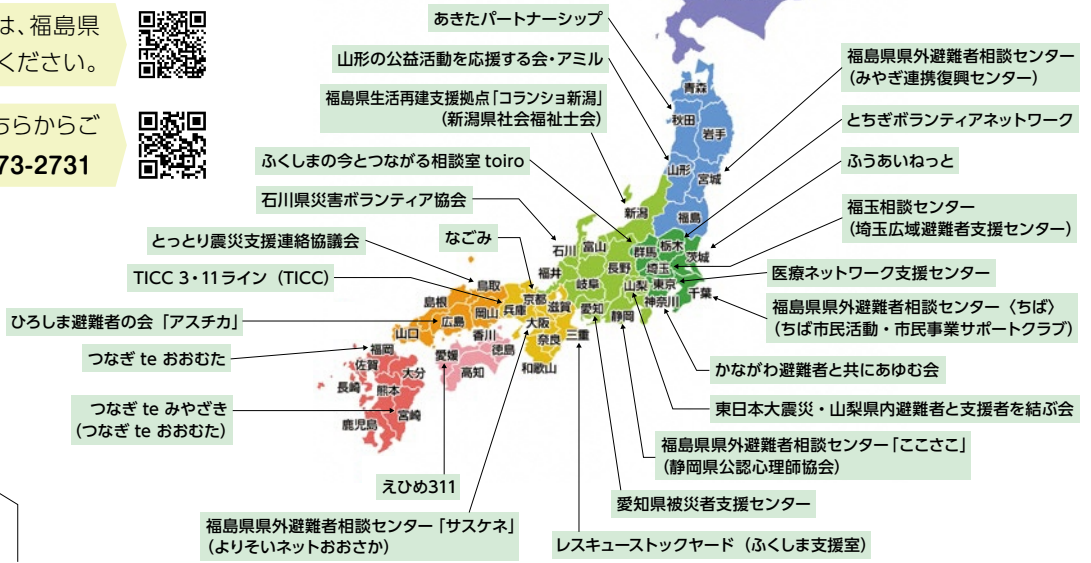 は、福島県
ください。
ちらからご
73-2731
あきたパートナーシップ
山形の公益活動を応援する会・アミル
福島県生活再建支援拠点「コランショ新潟」
(新潟県社会福祉士会)
ふくしまの今とつながる相談室 toiro
石川県災害ボランティア協会
なごみ
とっとり震災支援連絡協議会
TICC 3・11ライン（TICC）
ひろしま避難者の会「アスチカ」
つなぎ te おおむた
つなぎ te みやざき
(つなぎ te おおむた)
えひめ311
福島県県外避難者相談センター「サスケネ」
(よりそいネットおおさか)
福島県県外避難者相談センター
(みやぎ連携復興センター)
とちぎボランティアネットワーク
ふうあいねっと
福玉相談センター
(埼玉広域避難者支援センター)
医療ネットワーク支援センター
福島県県外避難者相談センター〈ちば〉
(ちば市民活動・市民事業サポートクラブ)
かながわ避難者と共にあゆむ会
東日本大震災・山梨県内避難者と支援者を結ぶ会
福島県県外避難者相談センター「ここさこ」
(静岡県公認心理師協会)
愛知県被災者支援センター
レスキューストックヤード（ふくしま支援室）
青森
秋田
岩手
山形
宮城
新潟
福島
石川
富山
群馬
栃木
茨城
福井
長野
埼玉
岐阜
山梨
東京
千葉
神奈川
愛知
静岡
鳥取
京都
滋賀
島根
岡山
兵庫
広島
大阪
三重
山口
香川
奈良
福岡
愛媛
徳島
和歌山
佐賀
大分
高知
長崎
熊本
宮崎
鹿児島